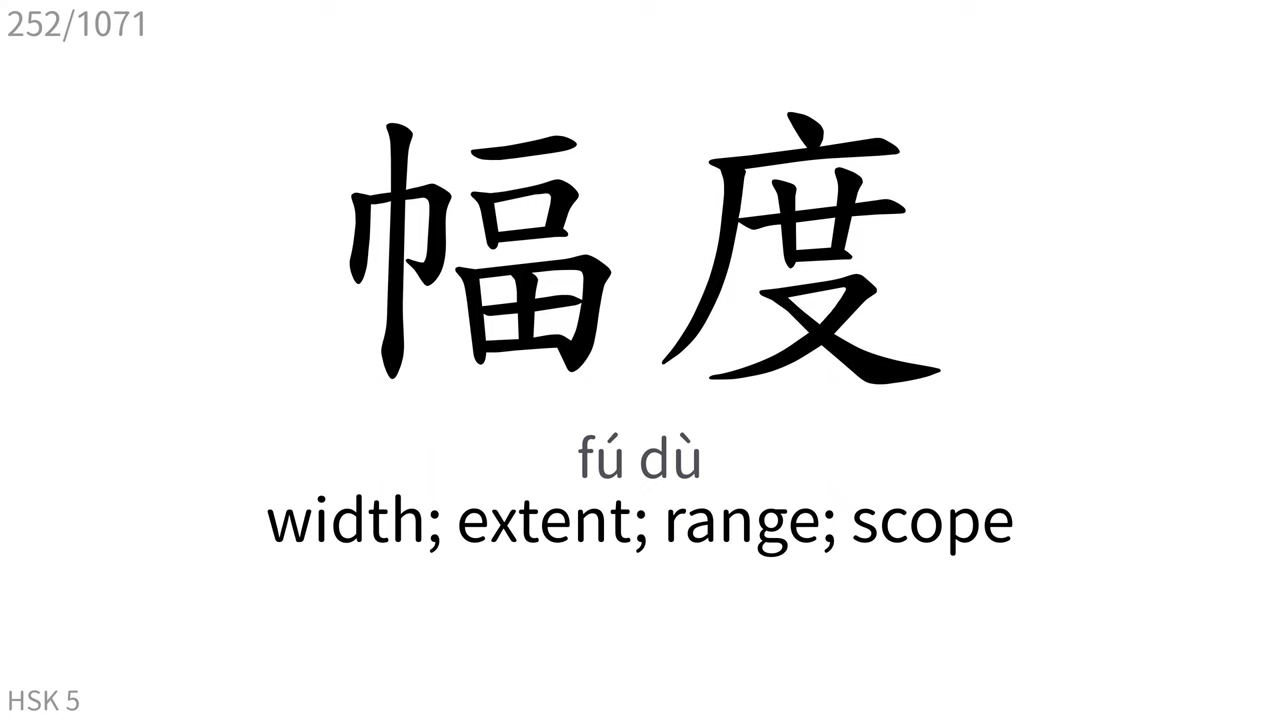 252/1071
幅度
fú dù
width; extent; range; scope
HSK 5